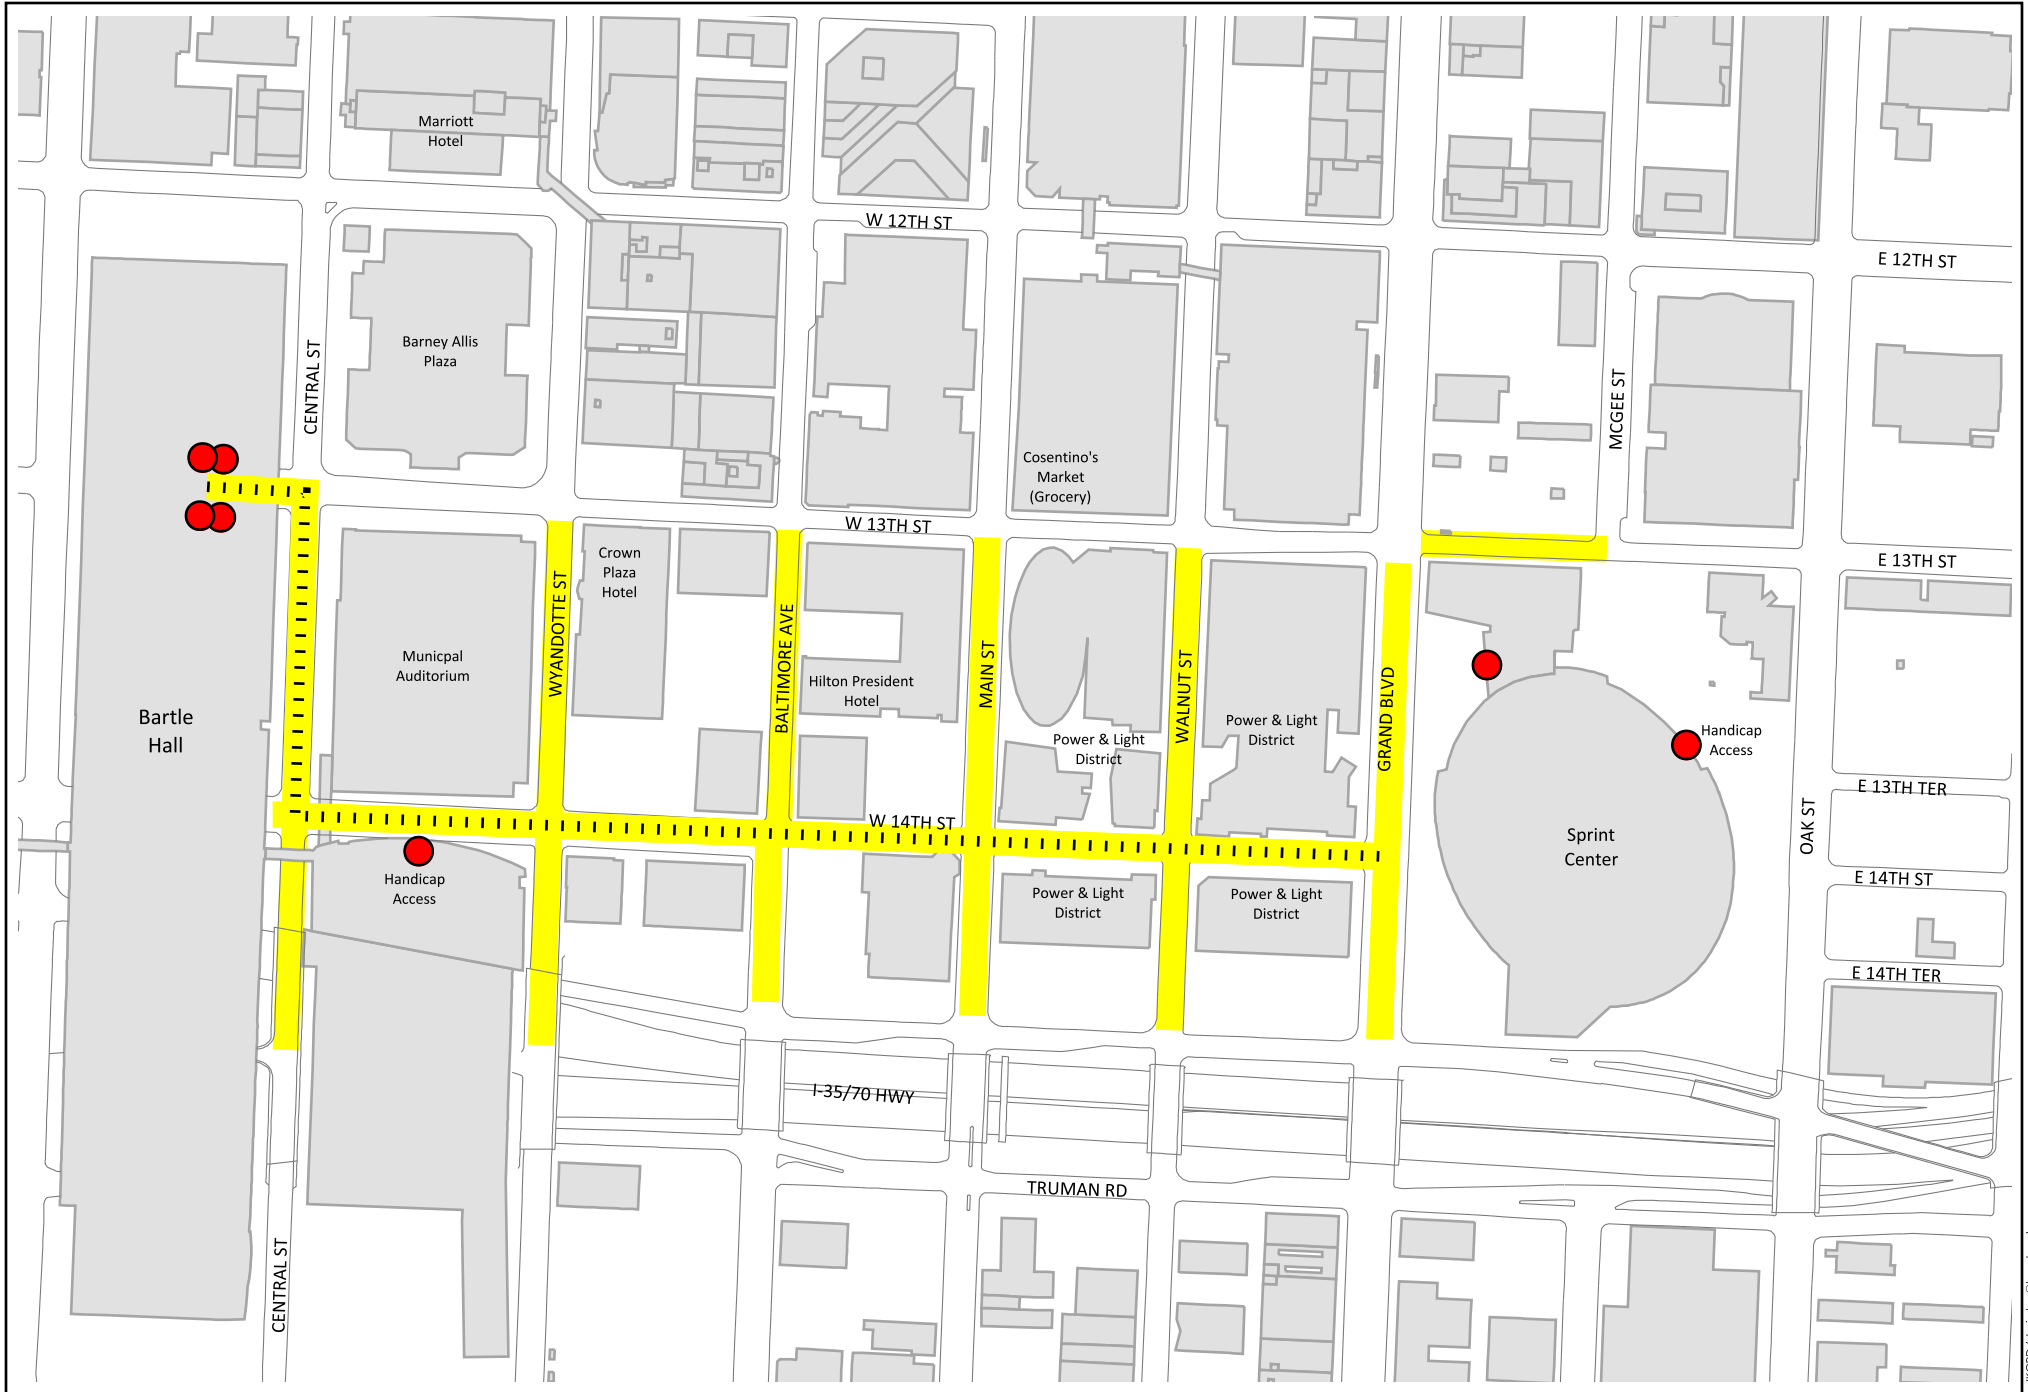 Marriott
Hotel
W 12TH ST
E 12TH ST
CENTRAL ST
Barney Allis
Plaza
MCGEE ST
Cosentino's
Market
(Grocery)
W 13TH ST
E 13TH ST
Crown
Plaza
Hotel
WYANDOTTE ST
BALTIMORE AVE
MAIN ST
WALNUT ST
GRAND BLVD
Municpal
Auditorium
Hilton President
Hotel
Bartle
Hall
Power & Light
District
Power & Light
District
Handicap
Access
E 13TH TER
W 14TH ST
Sprint
Center
OAK ST
Handicap
Access
Power & Light
District
Power & Light
District
E 14TH ST
E 14TH TER
I-35/70 HWY
TRUMAN RD
CENTRAL ST